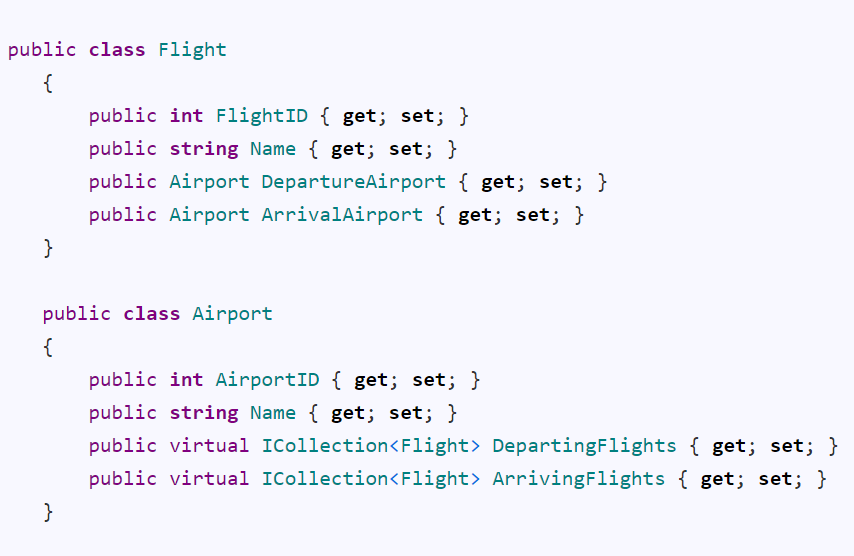 public class Flight
{
public int FlightID { get; set; }
public string Name { get; set; }
public Airport DepartureAirport { get; set; }
public Airport ArrivalAirport { get; set; }
}
public class Airport
{
public int AirportID { get; set; }
public string Name { get; set; }
public virtual ICollection<Flight> DepartingFlights { get; set; }
public virtual ICollection<Flight> ArrivingFlights { get; set; }
}